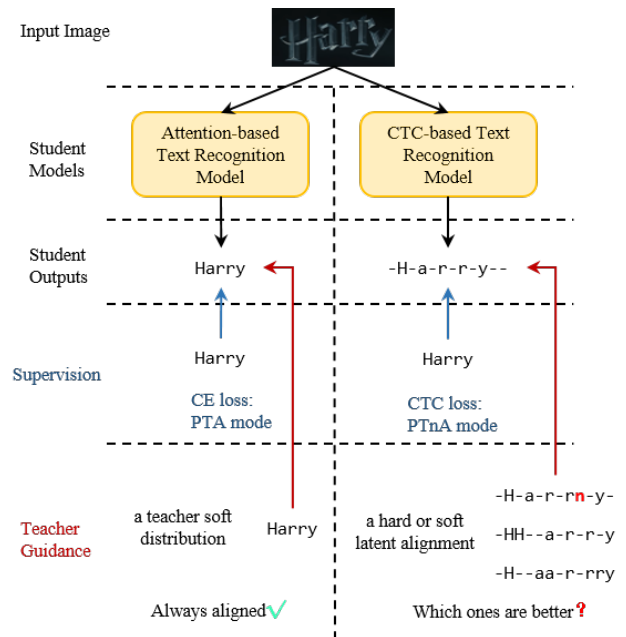 Input Image
Harry
Student
Models
Attention-based
Text Recognition
Model
CTC-based Text
Recognition
Model
Student
Outputs
Harry
-H-a-r-r-y--
Supervision
Harry
CE loss:
PTA mode
Harry
CTC loss:
PTnA mode
Teacher
Guidance
a teacher soft
distribution
Harry
a hard or soft
latent alignment
-H-a-r-rn-y-
-HH--a-r-r-y
-H--aa-r-rry
Always aligned✓
Which ones are better?